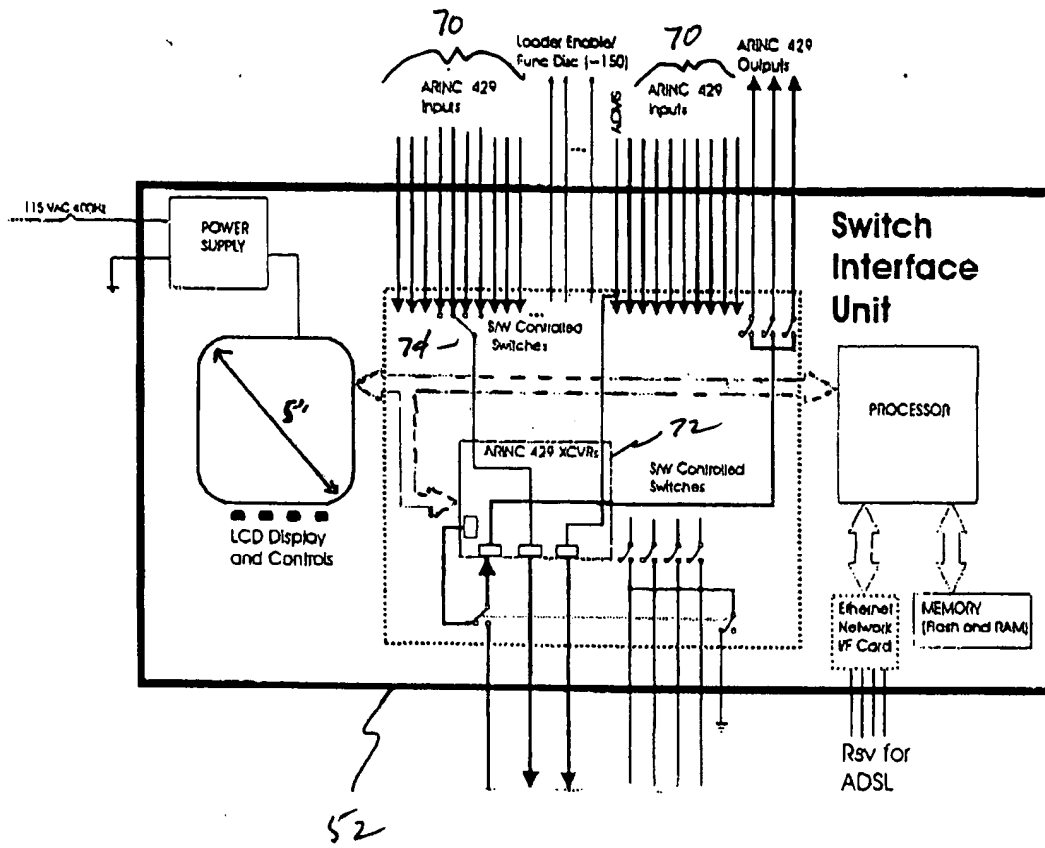 70
70
ARINC 429
Inputs
Loader Enable/
Func Disc (-150)
...
ACMS
ARINC 429
Inputs
ARINC 429
Outputs
115 VAC 400Hz
POWER
SUPPLY
Switch
Interface
Unit
...
74
S/W Controlled
Switches
5"
PROCESSOR
72
ARINC 429 XCVRs
S/W Controlled
Switches
LCD Display
and Controls
Ethernet
Network
I/F Card
MEMORY
(Flash and RAM)
Rsv for
ADSL
52